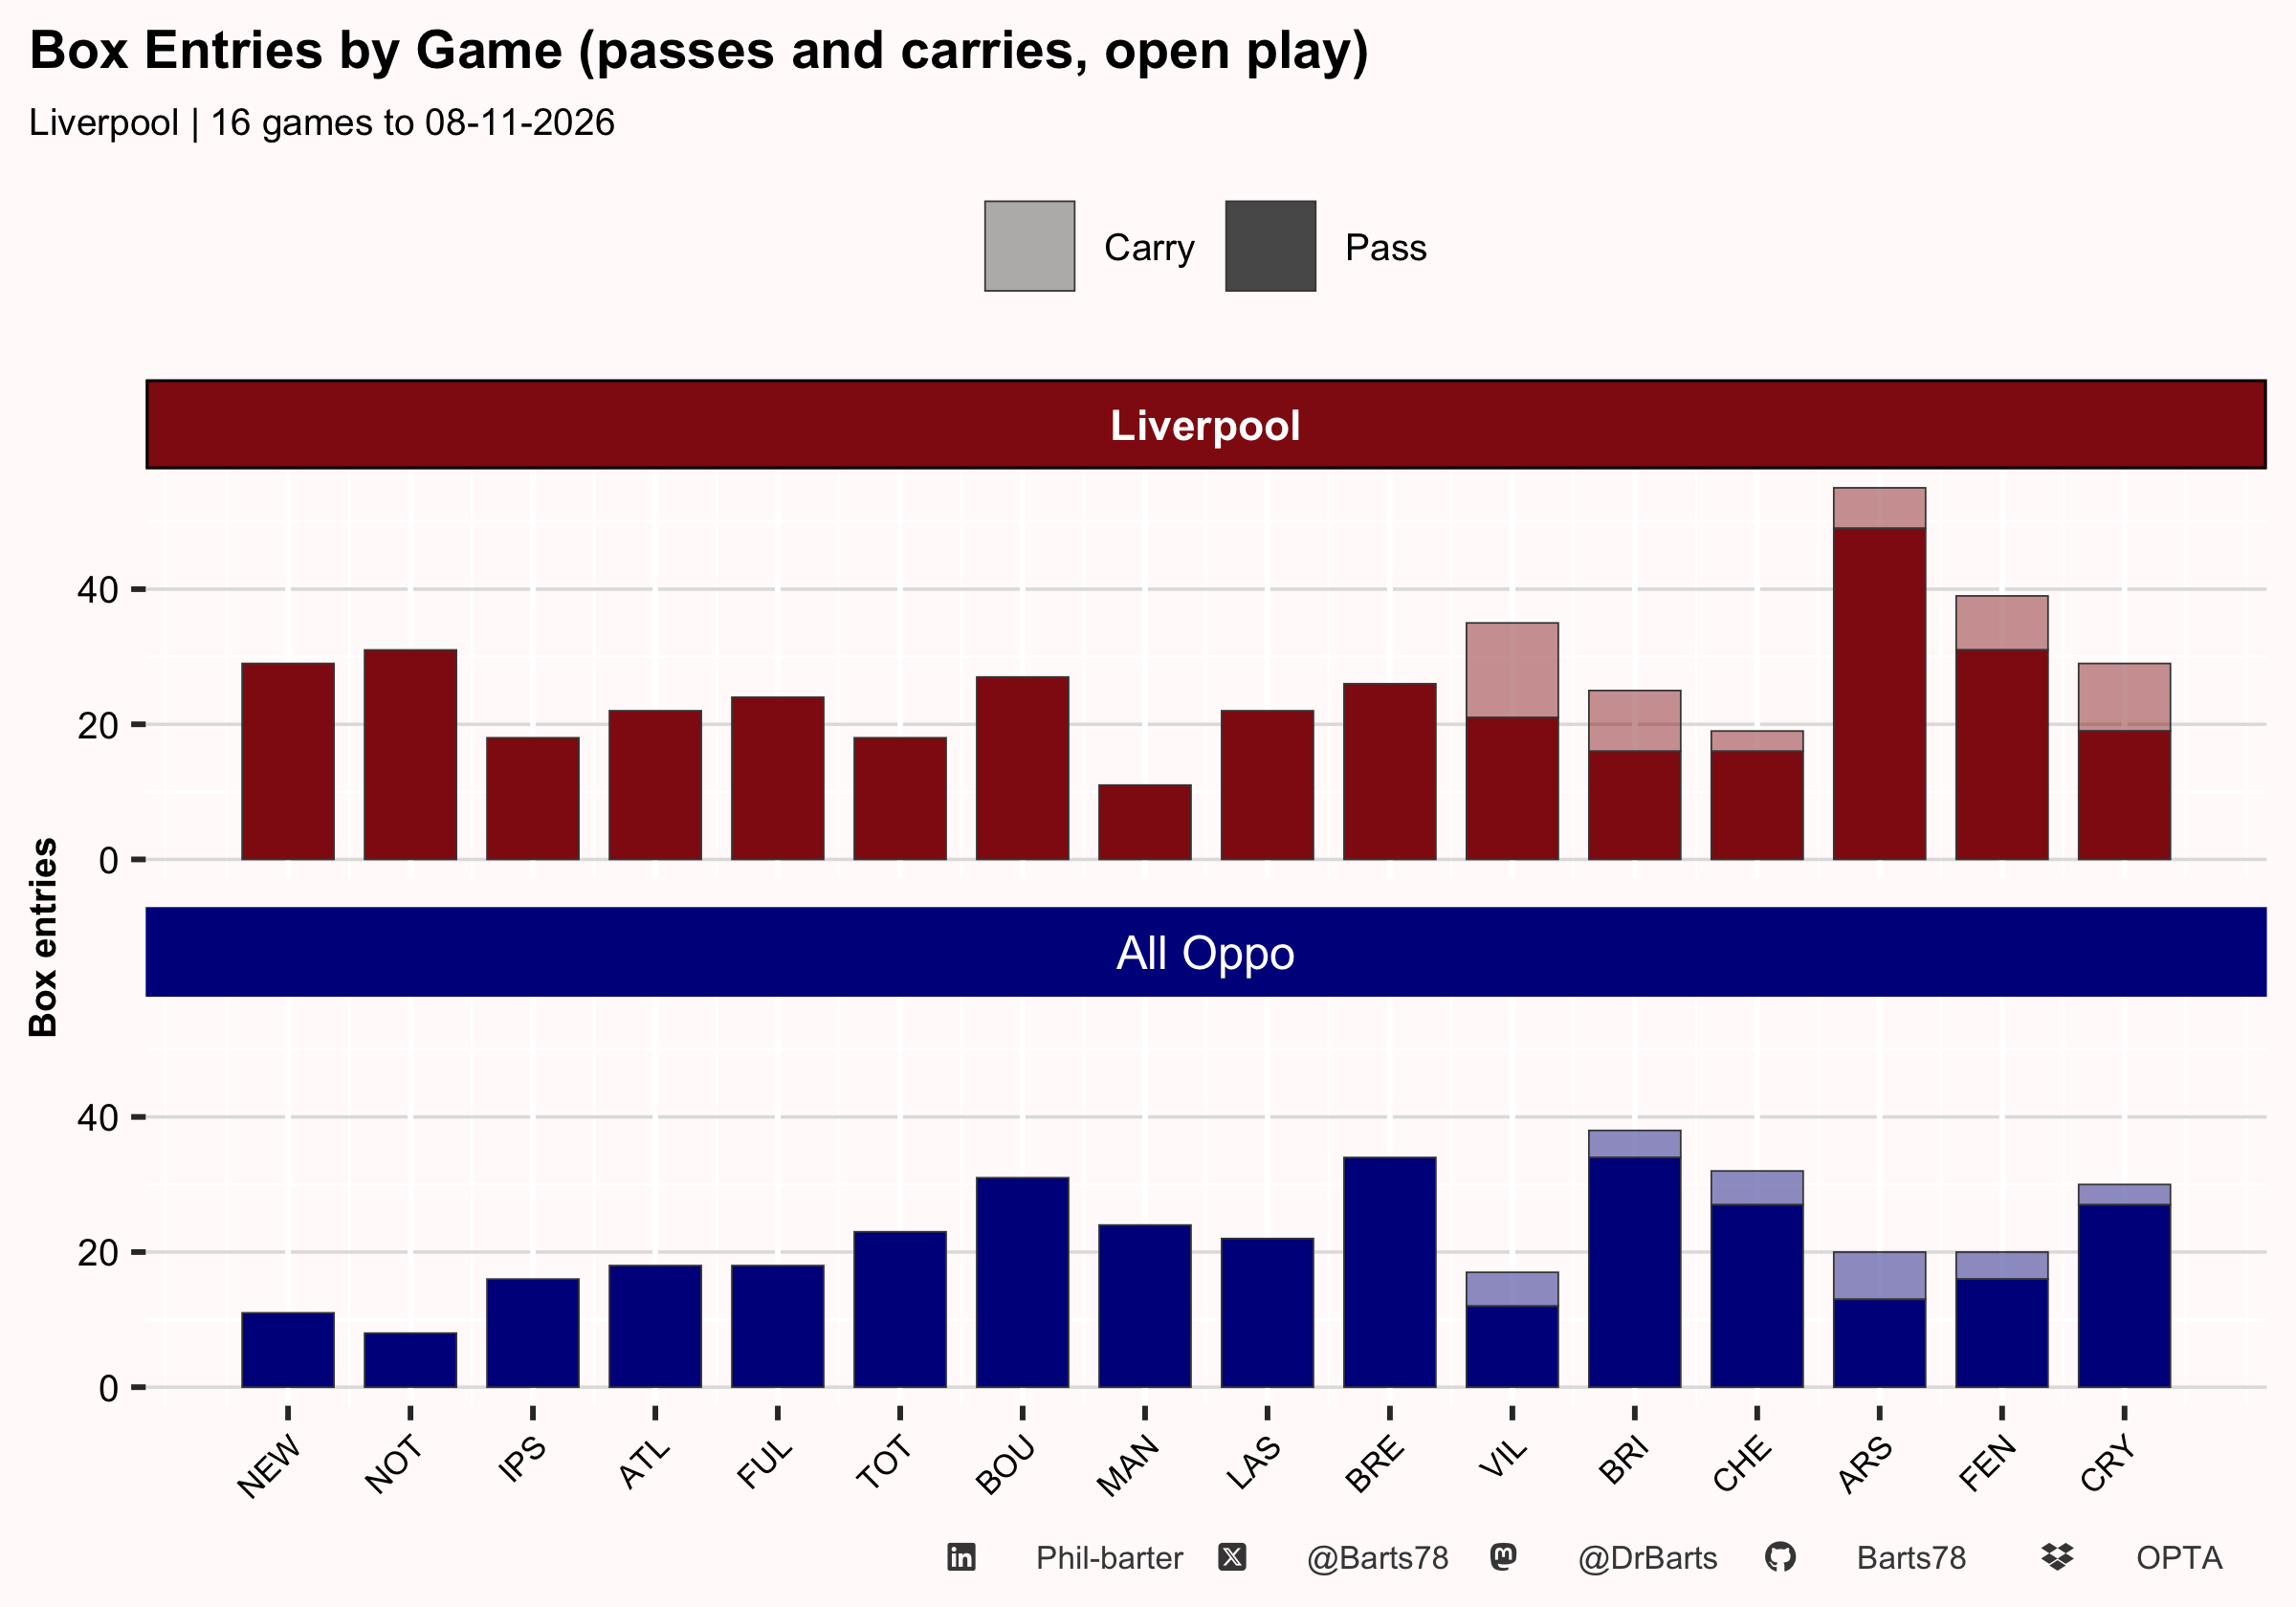 Box Entries by Game (passes and carries, open play)
Liverpool | 16 games to 08-11-2026
Carry Pass
Liverpool
40
20
0
Box entries
All Oppo
40
20
0
NEW NOT IPS ATL FUL TOT BOU MAN LAS BRE VIL BRI CHE ARS FEN CRY
Phil-barter @Barts78 @DrBarts Barts78 OPTA